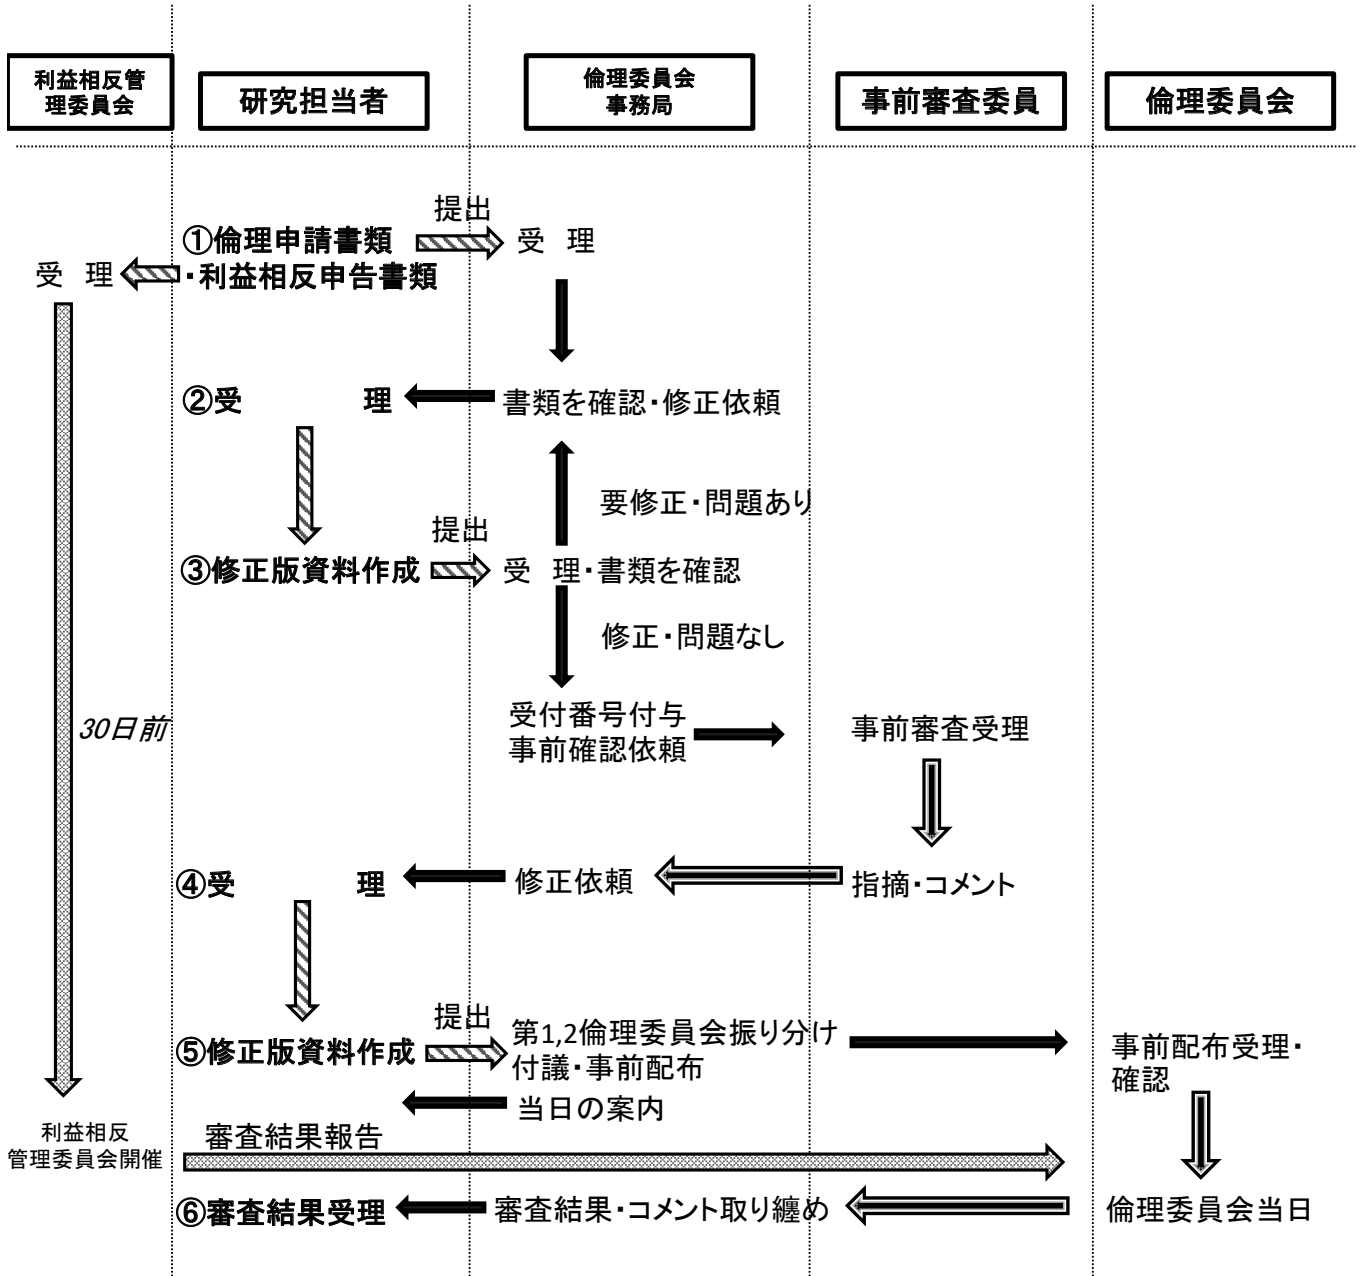 利益相反管
理委員会
研究担当者
倫理委員会
事務局
事前審査委員
倫理委員会
提出
①倫理申請書類
受　理
受　理
・利益相反申告書類
②受　　　　　理
書類を確認・修正依頼
要修正・問題あり
提出
③修正版資料作成
受　理・書類を確認
修正・問題なし
30日前
受付番号付与
事前確認依頼
事前審査受理
④受　　　　　理
修正依頼
指摘・コメント
提出
⑤修正版資料作成
第1,2倫理委員会振り分け
付議・事前配布
事前配布受理・
確認
当日の案内
利益相反
管理委員会開催
審査結果報告
⑥審査結果受理
審査結果・コメント取り纏め
倫理委員会当日